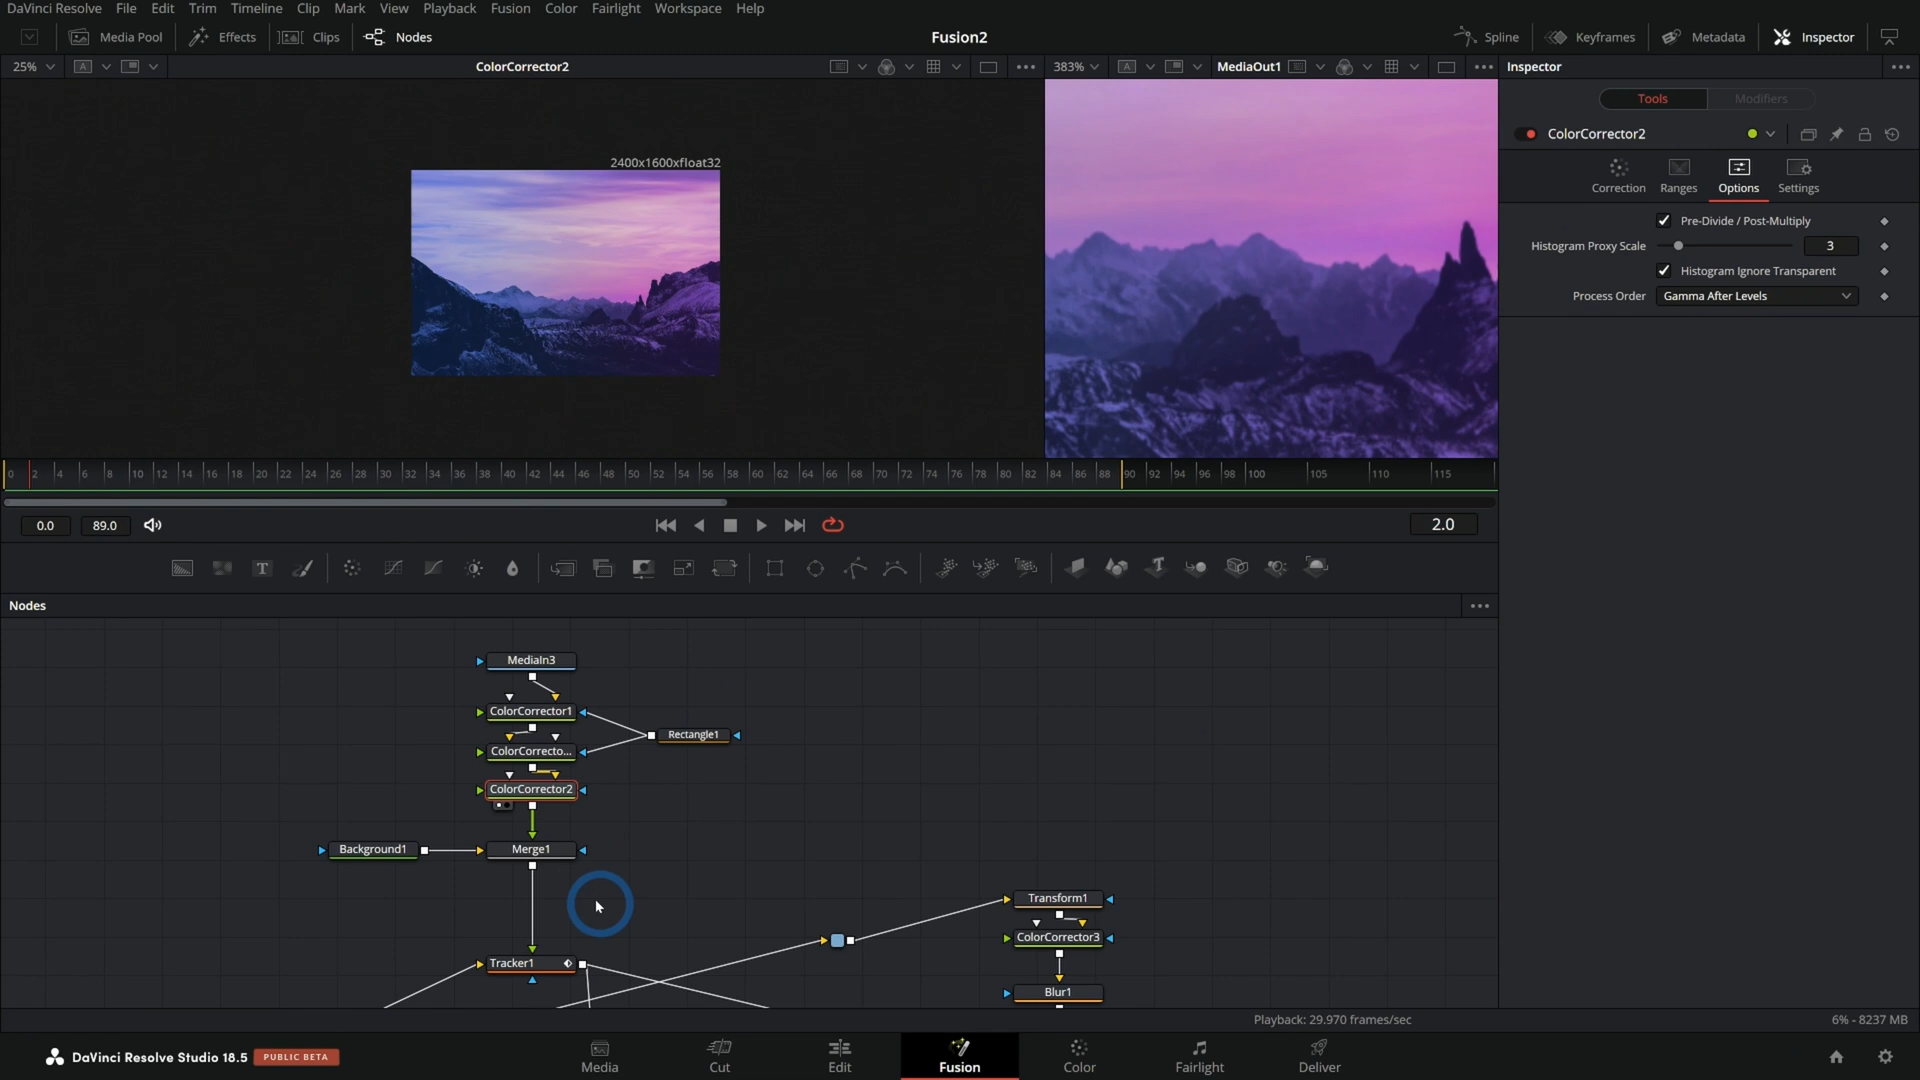 DaVinci Resolve File Edit Trim Timeline Clip Mark View Playback Fusion Color Fairlight Workspace Help
Media Pool Effects Clips Nodes Fusion2 Spline Keyframes Metadata Inspector
25% A ColorCorrector2 383% A MediaOut1 Inspector
Tools Modifiers
ColorCorrector2
2400x1600xfloat32
Correction Ranges Options Settings
Pre-Divide / Post-Multiply
Histogram Proxy Scale 3
Histogram Ignore Transparent
Process Order Gamma After Levels
0 2 4 6 8 10 12 14 16 18 20 22 24 26 28 30 32 34 36 38 40 42 44 46 48 50 52 54 56 58 60 62 64 66 68 70 72 74 76 78 80 82 84 86 88 90 92 94 96 98 100 105 110 115
0.0 89.0 2.0
T T
Nodes
MediaIn3
ColorCorrector1
Rectangle1
ColorCorrecto...
ColorCorrector2
Background1 Merge1
Transform1
ColorCorrector3
Tracker1
Blur1
Playback: 29.970 frames/sec 6% - 8237 MB
DaVinci Resolve Studio 18.5 PUBLIC BETA
Media Cut Edit Fusion Color Fairlight Deliver